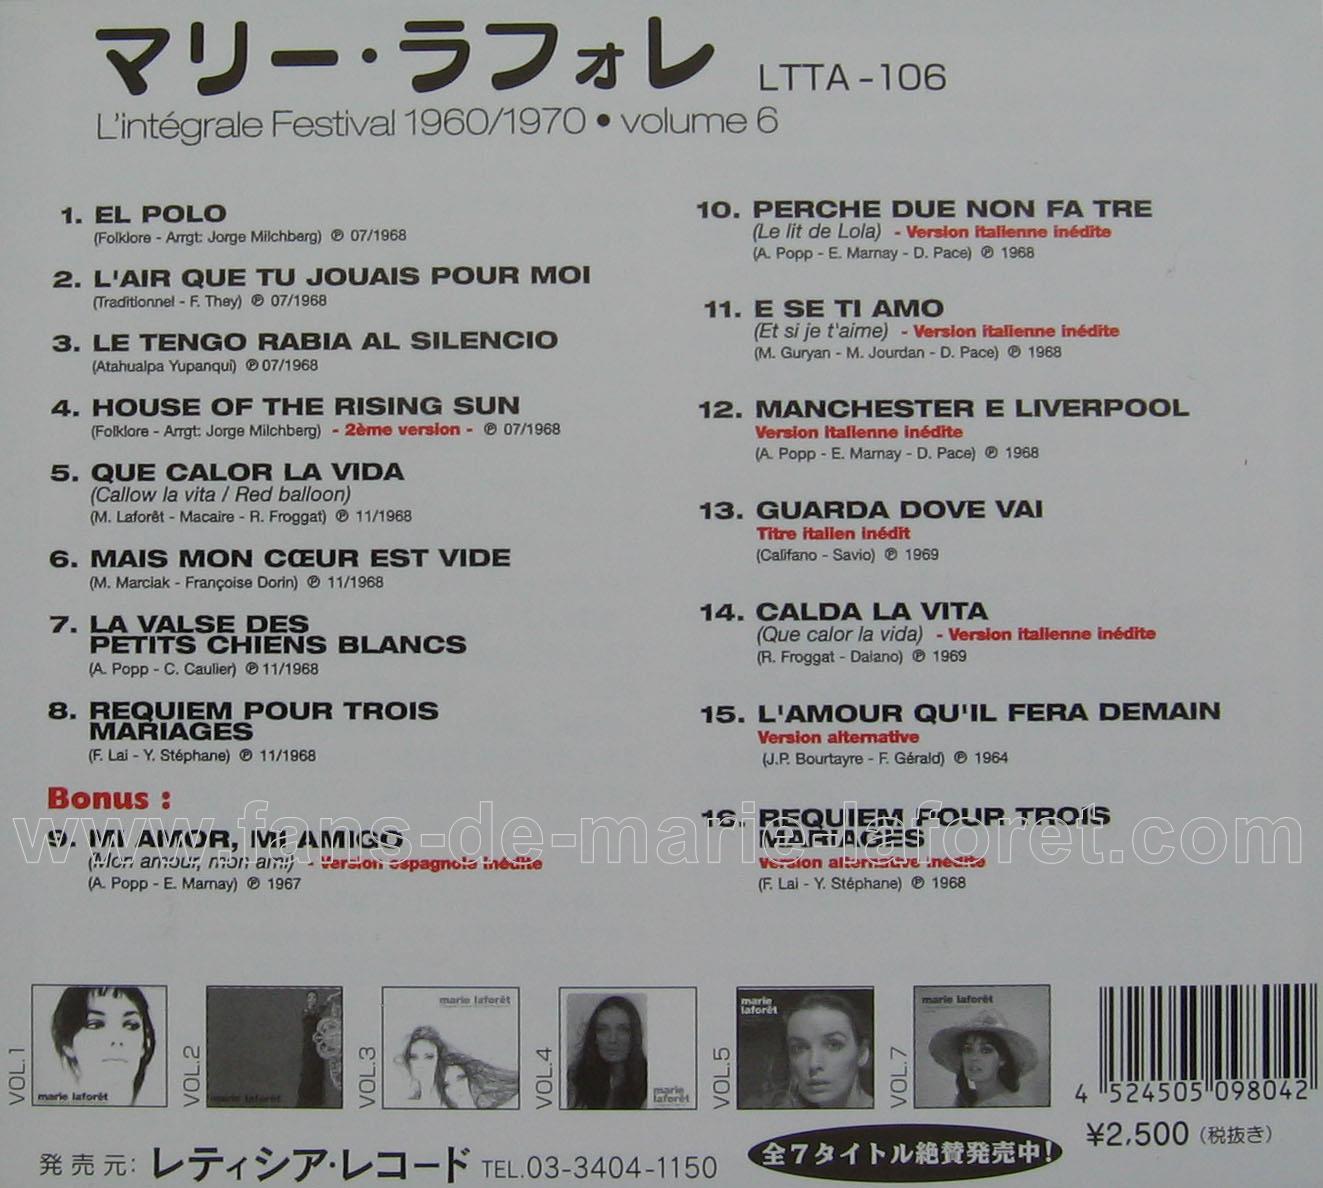 マリー・ラフォレ LTTA-106
L'intégrale Festival 1960/1970 • volume 6
1. EL POLO
(Folklore - Arrgt: Jorge Milchberg) ℗ 07/1968
2. L'AIR QUE TU JOUAIS POUR MOI
(Traditionnel - F. They) ℗ 07/1968
3. LE TENGO RABIA AL SILENCIO
(Atahualpa Yupanqui) ℗ 07/1968
4. HOUSE OF THE RISING SUN
(Folklore - Arrgt: Jorge Milchberg) - 2ème version - ℗ 07/1968
5. QUE CALOR LA VIDA
(Callow la vita / Red balloon)
(M. Laforêt - Macaire - R. Froggat) ℗ 11/1968
6. MAIS MON CŒUR EST VIDE
(M. Marciak - Françoise Dorin) ℗ 11/1968
7. LA VALSE DES
PETITS CHIENS BLANCS
(A. Popp - C. Caulier) ℗ 11/1968
8. REQUIEM POUR TROIS
MARIAGES
(F. Lai - Y. Stéphane) ℗ 11/1968
Bonus :
9. MI AMOR, MI AMIGO
(Mon amour, mon ami) - Version espagnole inédite
(A. Popp - E. Marnay) ℗ 1967
10. PERCHE DUE NON FA TRE
(Le lit de Lola) - Version italienne inédite
(A. Popp - E. Marnay - D. Pace) ℗ 1968
11. E SE TI AMO
(Et si je t'aime) - Version italienne inédite
(M. Guryan - M. Jourdan - D. Pace) ℗ 1968
12. MANCHESTER E LIVERPOOL
Version italienne inédite
(A. Popp - E. Marnay - D. Pace) ℗ 1968
13. GUARDA DOVE VAI
Titre italien inédit
(Califano - Savio) ℗ 1969
14. CALDA LA VITA
(Que calor la vida) - Version italienne inédite
(R. Froggat - Daiano) ℗ 1969
15. L'AMOUR QU'IL FERA DEMAIN
Version alternative
(J.P. Bourtayre - F. Gérald) ℗ 1964
16. REQUIEM POUR TROIS
MARIAGES
Version alternative inédite
(F. Lai - Y. Stéphane) ℗ 1968
www.fans-de-marie-laforet.com
VOL.1
marie laforêt
VOL.2
marie laforêt
VOL.3
marie laforêt
VOL.4
marie
laforêt
VOL.5
marie
laforêt
VOL.7
marie laforêt
4 524505 098042
¥2,500 (税抜き)
発売元: レティシア・レコード TEL.03-3404-1150
全7タイトル絶賛発売中!